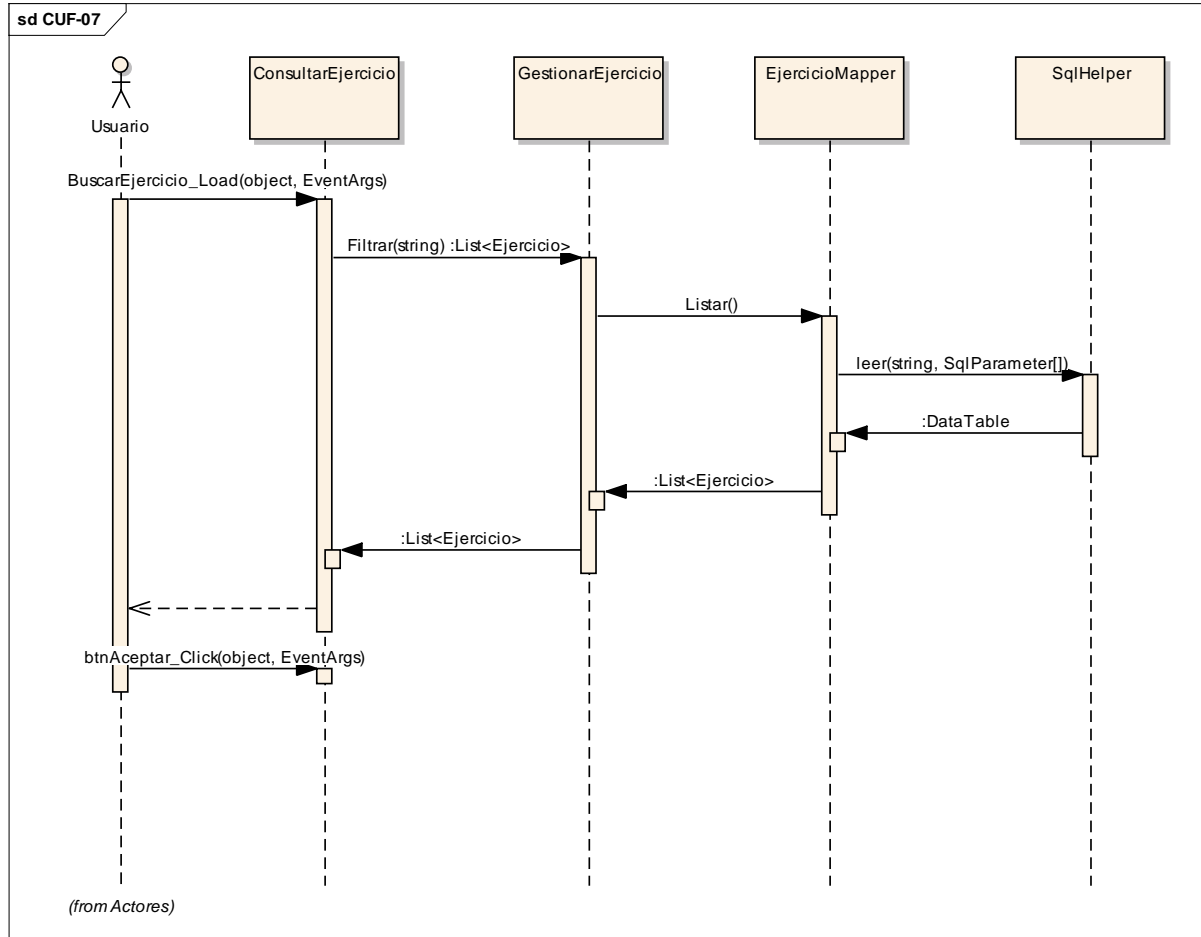 sd CUF-07
Usuario
ConsultarEjercicio
GestionarEjercicio
EjercicioMapper
SqlHelper
BuscarEjercicio_Load(object, EventArgs)
Filtrar(string) :List<Ejercicio>
Listar()
leer(string, SqlParameter[])
:DataTable
:List<Ejercicio>
:List<Ejercicio>
btnAceptar_Click(object, EventArgs)
(from Actores)